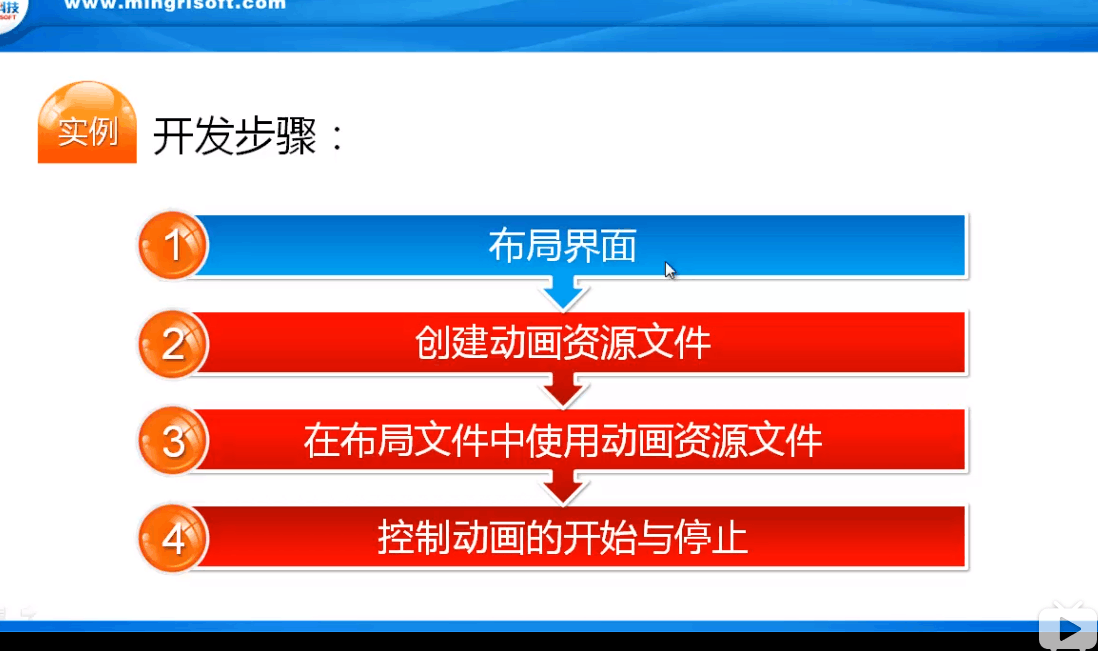 科技
SOFT
www.mingrisoft.com
实例
开发步骤：
1
布局界面
2
创建动画资源文件
3
在布局文件中使用动画资源文件
4
控制动画的开始与停止